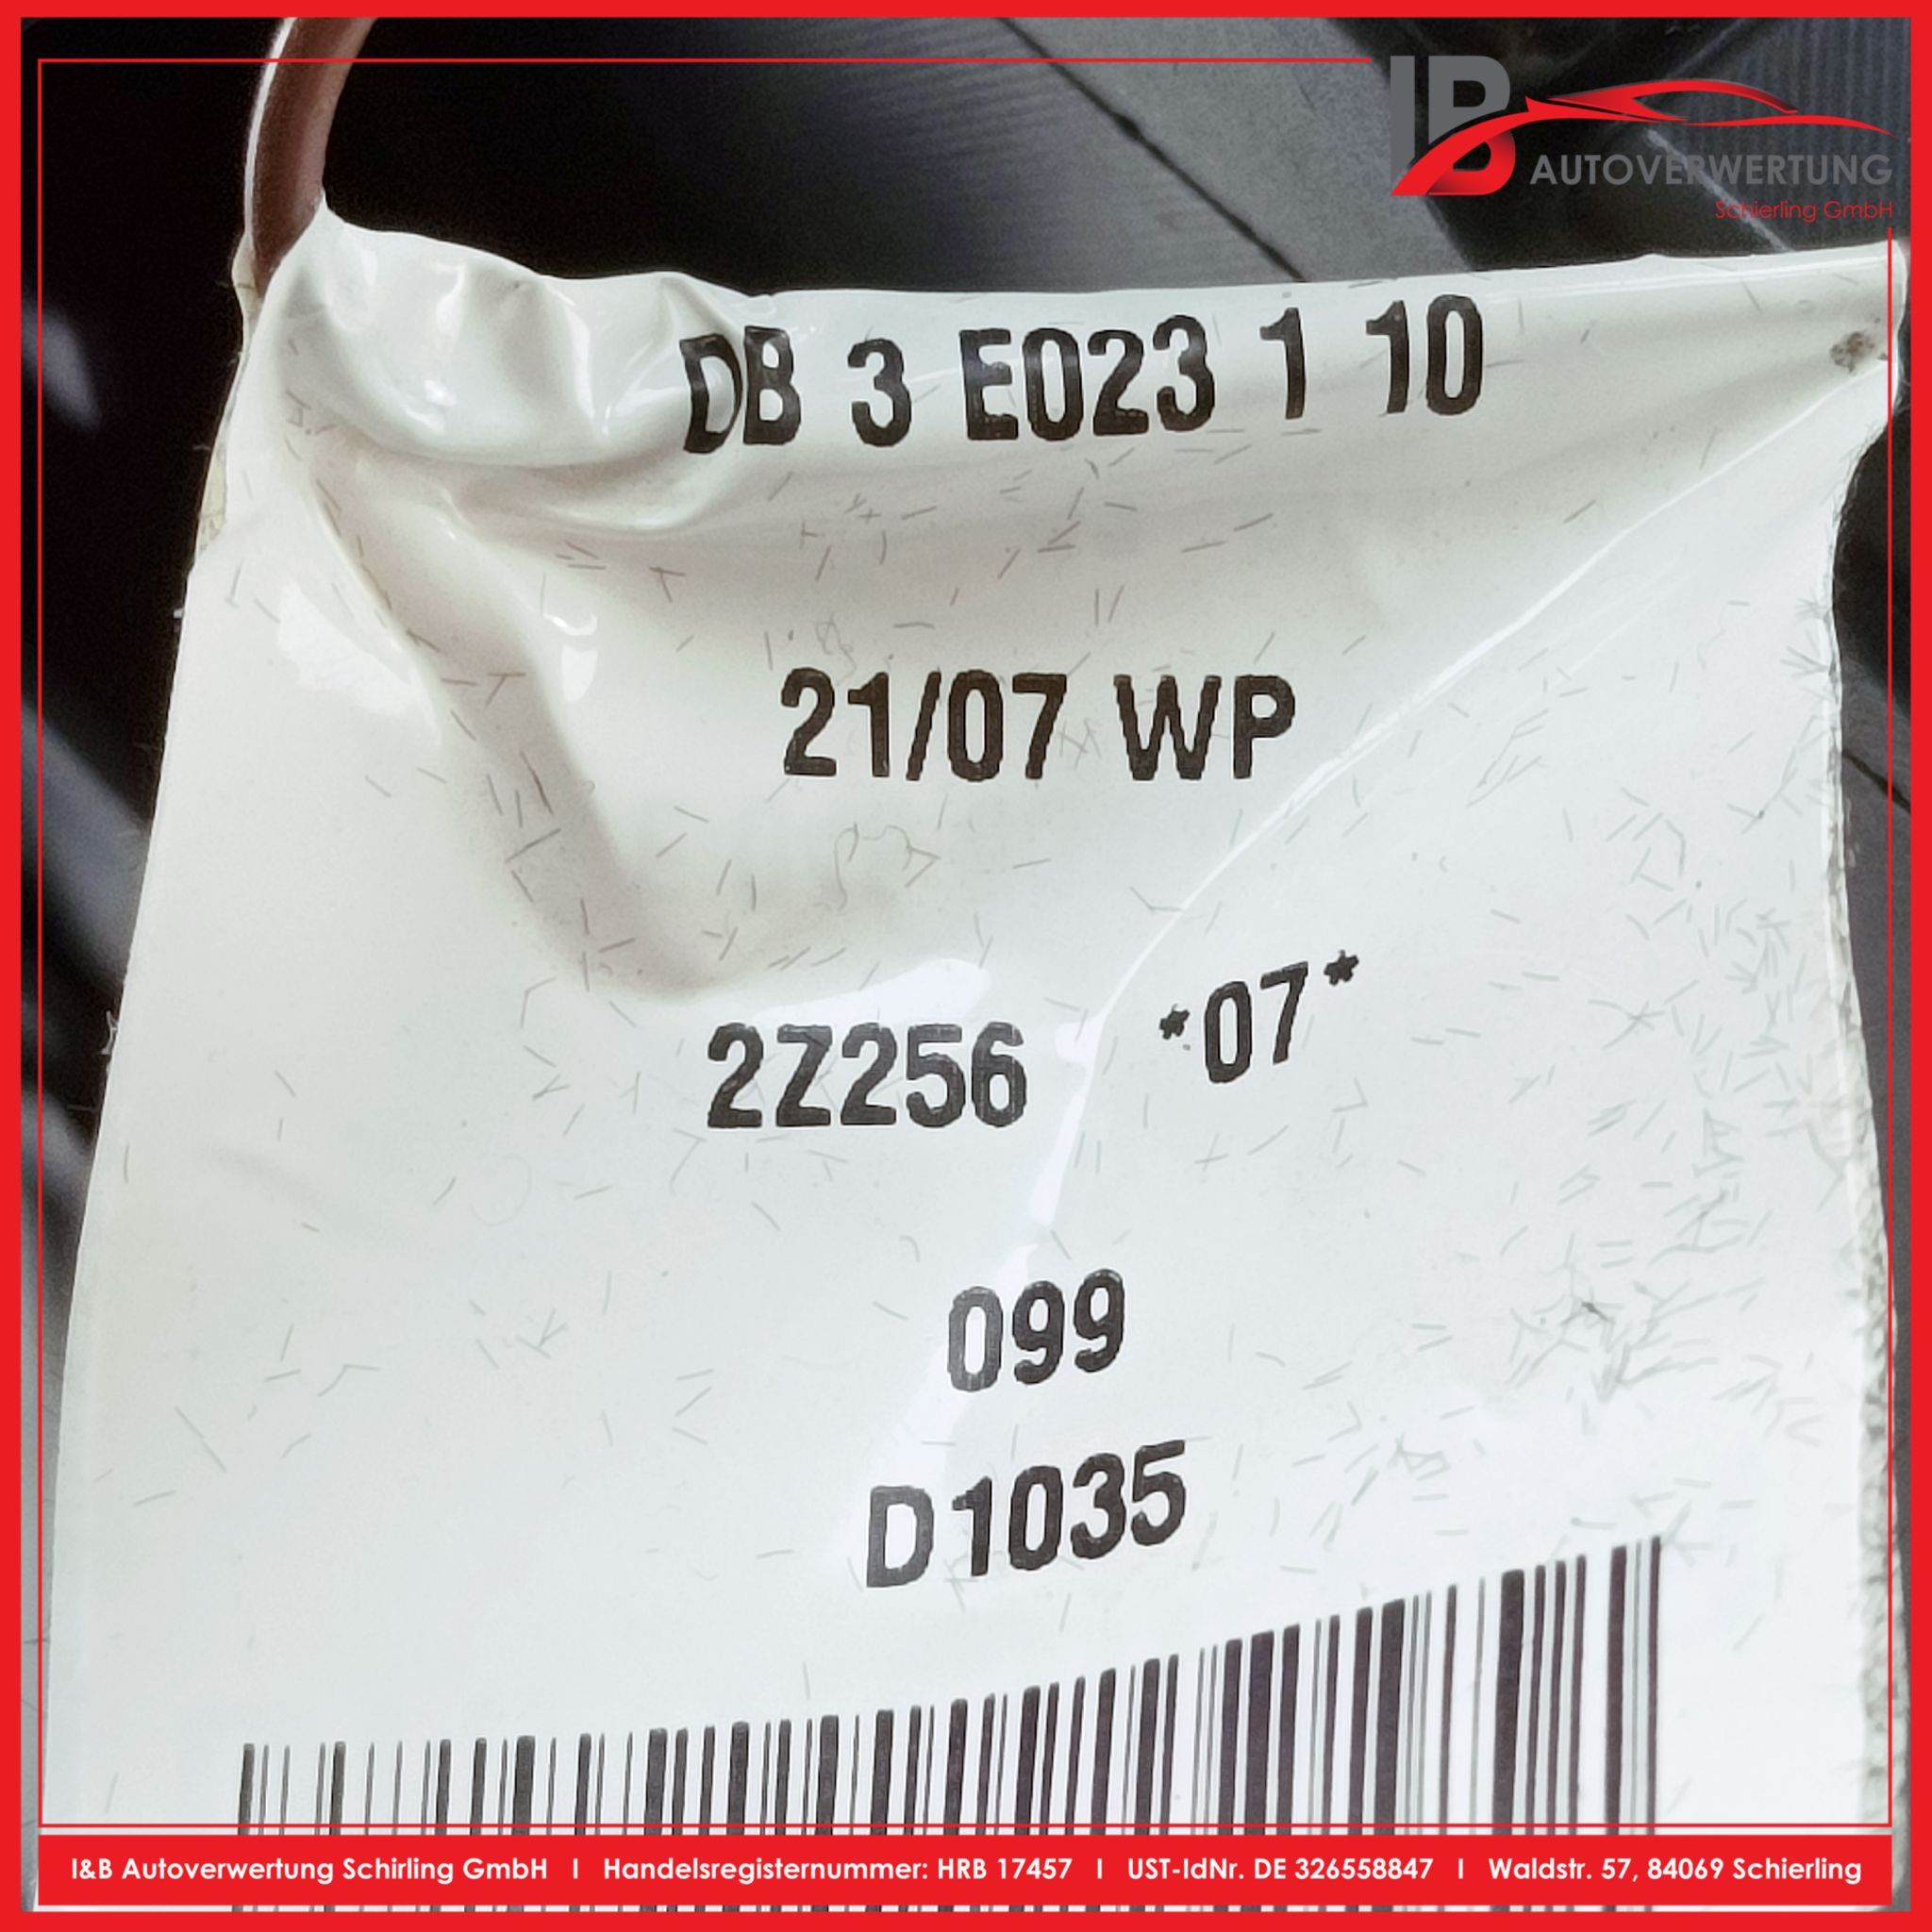 IB
AUTOVERWERTUNG
Schierling GmbH
DB 3 E023 1 10
21/07 WP
2Z256 *07*
099
D1035
I&B Autoverwertung Schirling GmbH I Handelsregisternummer: HRB 17457 I UST-IdNr. DE 326558847 I Waldstr. 57, 84069 Schierling